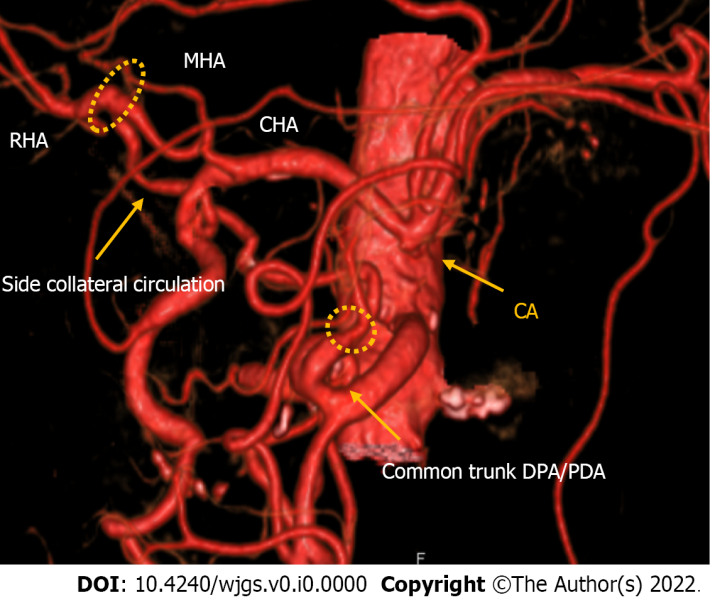 MHA
CHA
RHA
Side collateral circulation
CA
Common trunk DPA/PDA
F
DOI: 10.4240/wjgs.v0.i0.0000 Copyright ©The Author(s) 2022.